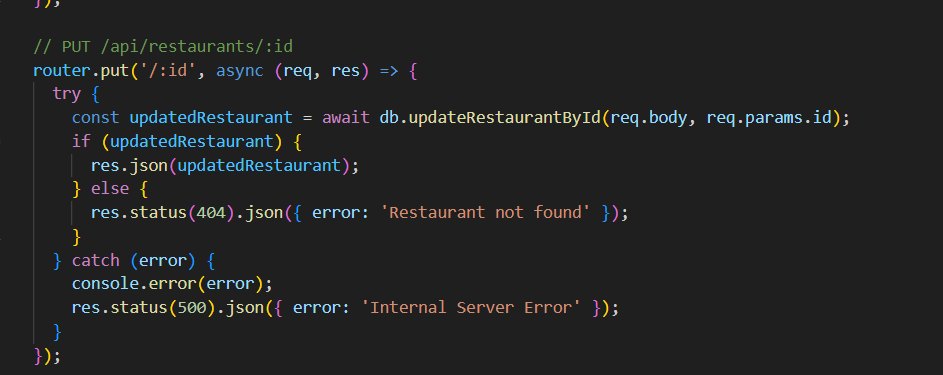 });
// PUT /api/restaurants/:id
router.put('/:id', async (req, res) => {
  try {
    const updatedRestaurant = await db.updateRestaurantById(req.body, req.params.id);
    if (updatedRestaurant) {
      res.json(updatedRestaurant);
    } else {
      res.status(404).json({ error: 'Restaurant not found' });
    }
  } catch (error) {
    console.error(error);
    res.status(500).json({ error: 'Internal Server Error' });
  }
});